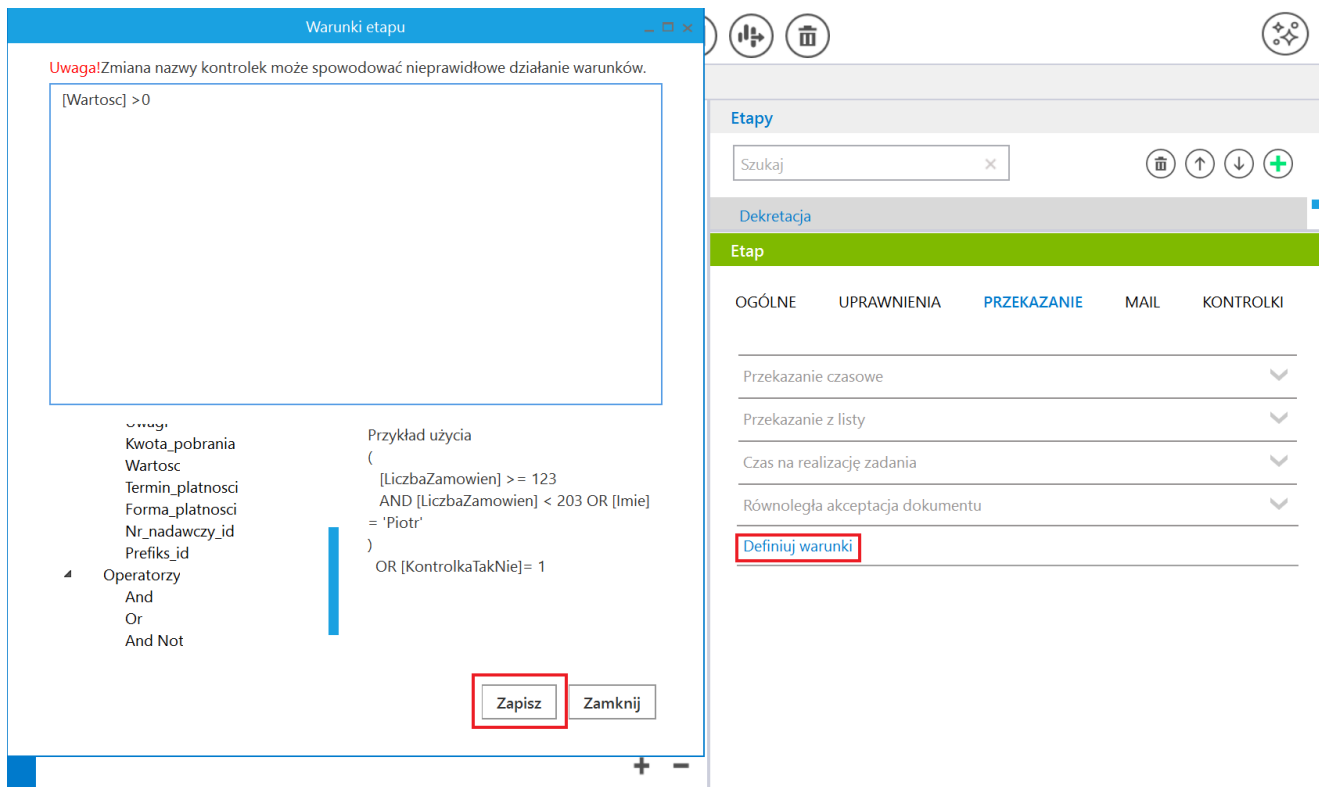 Warunki etapu
Uwaga!Zmiana nazwy kontrolek może spowodować nieprawidłowe działanie warunków.
[Wartosc] >0
Uwagi
Kwota_pobrania
Wartosc
Termin_platnosci
Forma_platnosci
Nr_nadawczy_id
Prefiks_id
Operatorzy
And
Or
And Not
Przykład użycia
(
[LiczbaZamowien] >= 123
AND [LiczbaZamowien] < 203 OR [Imie]
= 'Piotr'
)
OR [KontrolkaTakNie]= 1
Zapisz
Zamknij
Etapy
Szukaj
Dekretacja
Etap
OGÓLNE UPRAWNIENIA PRZEKAZANIE MAIL KONTROLKI
Przekazanie czasowe
Przekazanie z listy
Czas na realizację zadania
Równoległa akceptacja dokumentu
Definiuj warunki